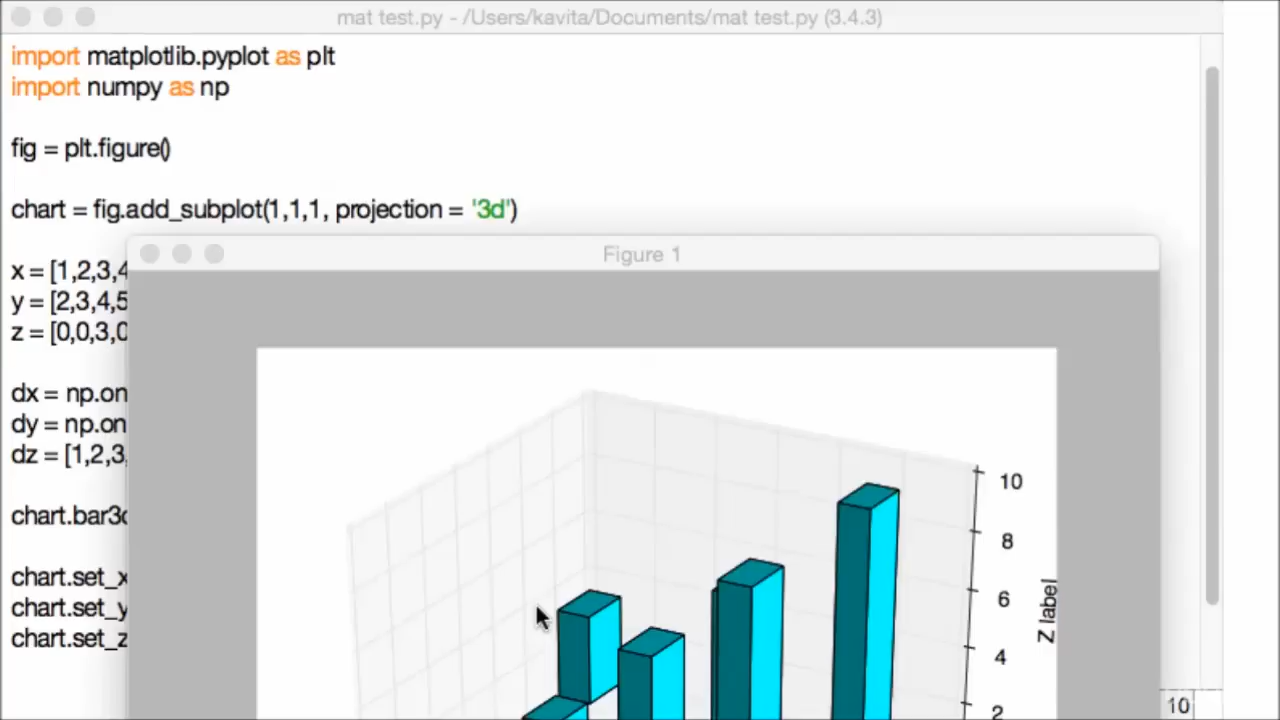 mat test.py - /Users/kavita/Documents/mat test.py (3.4.3)
import matplotlib.pyplot as plt
import numpy as np
fig = plt.figure()
chart = fig.add_subplot(1,1,1, projection = '3d')
Figure 1
x = [1,2,3,4
y = [2,3,4,5
z = [0,0,3,0
dx = np.on
dy = np.on
dz = [1,2,3,
chart.bar3d
chart.set_x
chart.set_y
chart.set_z
10
8
6
4
2
Z label
10